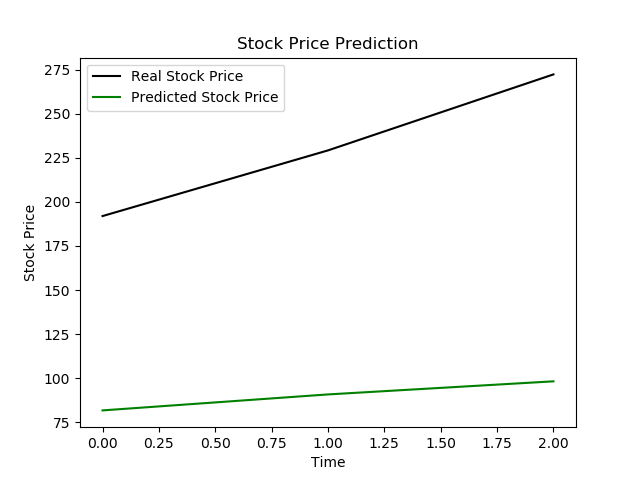 Stock Price Prediction
Real Stock Price
Predicted Stock Price
275
250
225
200
175
150
125
100
75
Stock Price
0.00 0.25 0.50 0.75 1.00 1.25 1.50 1.75 2.00
Time